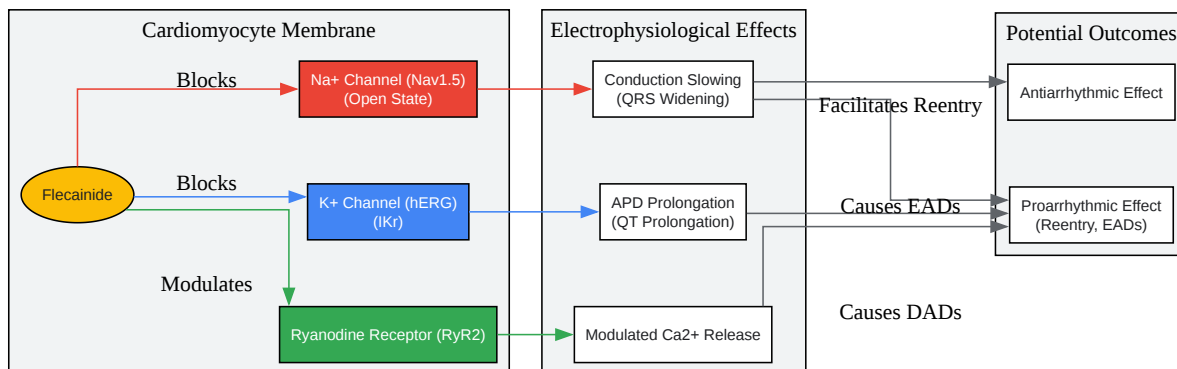 Cardiomyocyte Membrane
Electrophysiological Effects
Potential Outcomes
Blocks
Na+ Channel (Nav1.5)
(Open State)
Conduction Slowing
(QRS Widening)
Facilitates Reentry
Antiarrhythmic Effect
Flecainide
Blocks
K+ Channel (hERG)
(IKr)
APD Prolongation
(QT Prolongation)
Causes EADs
Proarrhythmic Effect
(Reentry, EADs)
Modulates
Ryanodine Receptor (RyR2)
Modulated Ca2+ Release
Causes DADs